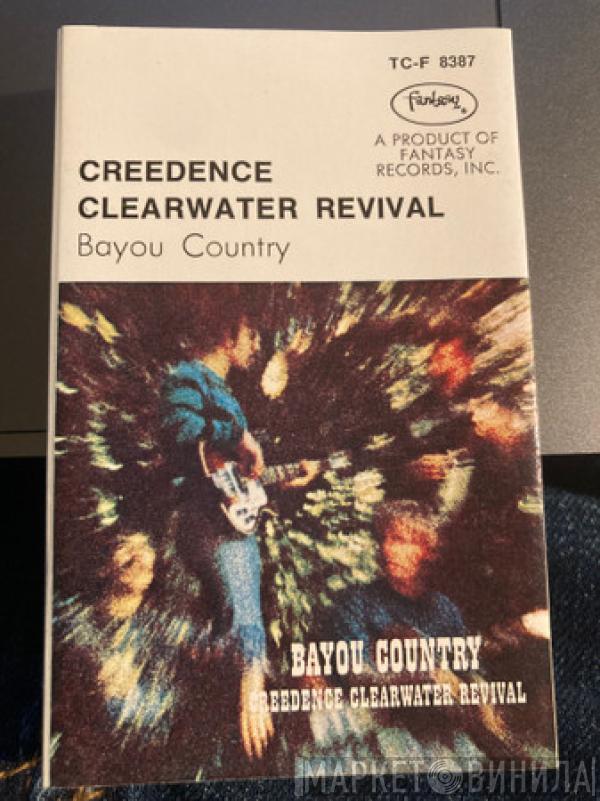 TC-F 8387
Fantasy ®
A PRODUCT OF
FANTASY
RECORDS, INC.
CREEDENCE
CLEARWATER REVIVAL
Bayou Country
BAYOU COUNTRY
CREEDENCE CLEARWATER REVIVAL
МАРКЕТ ВИНИЛА